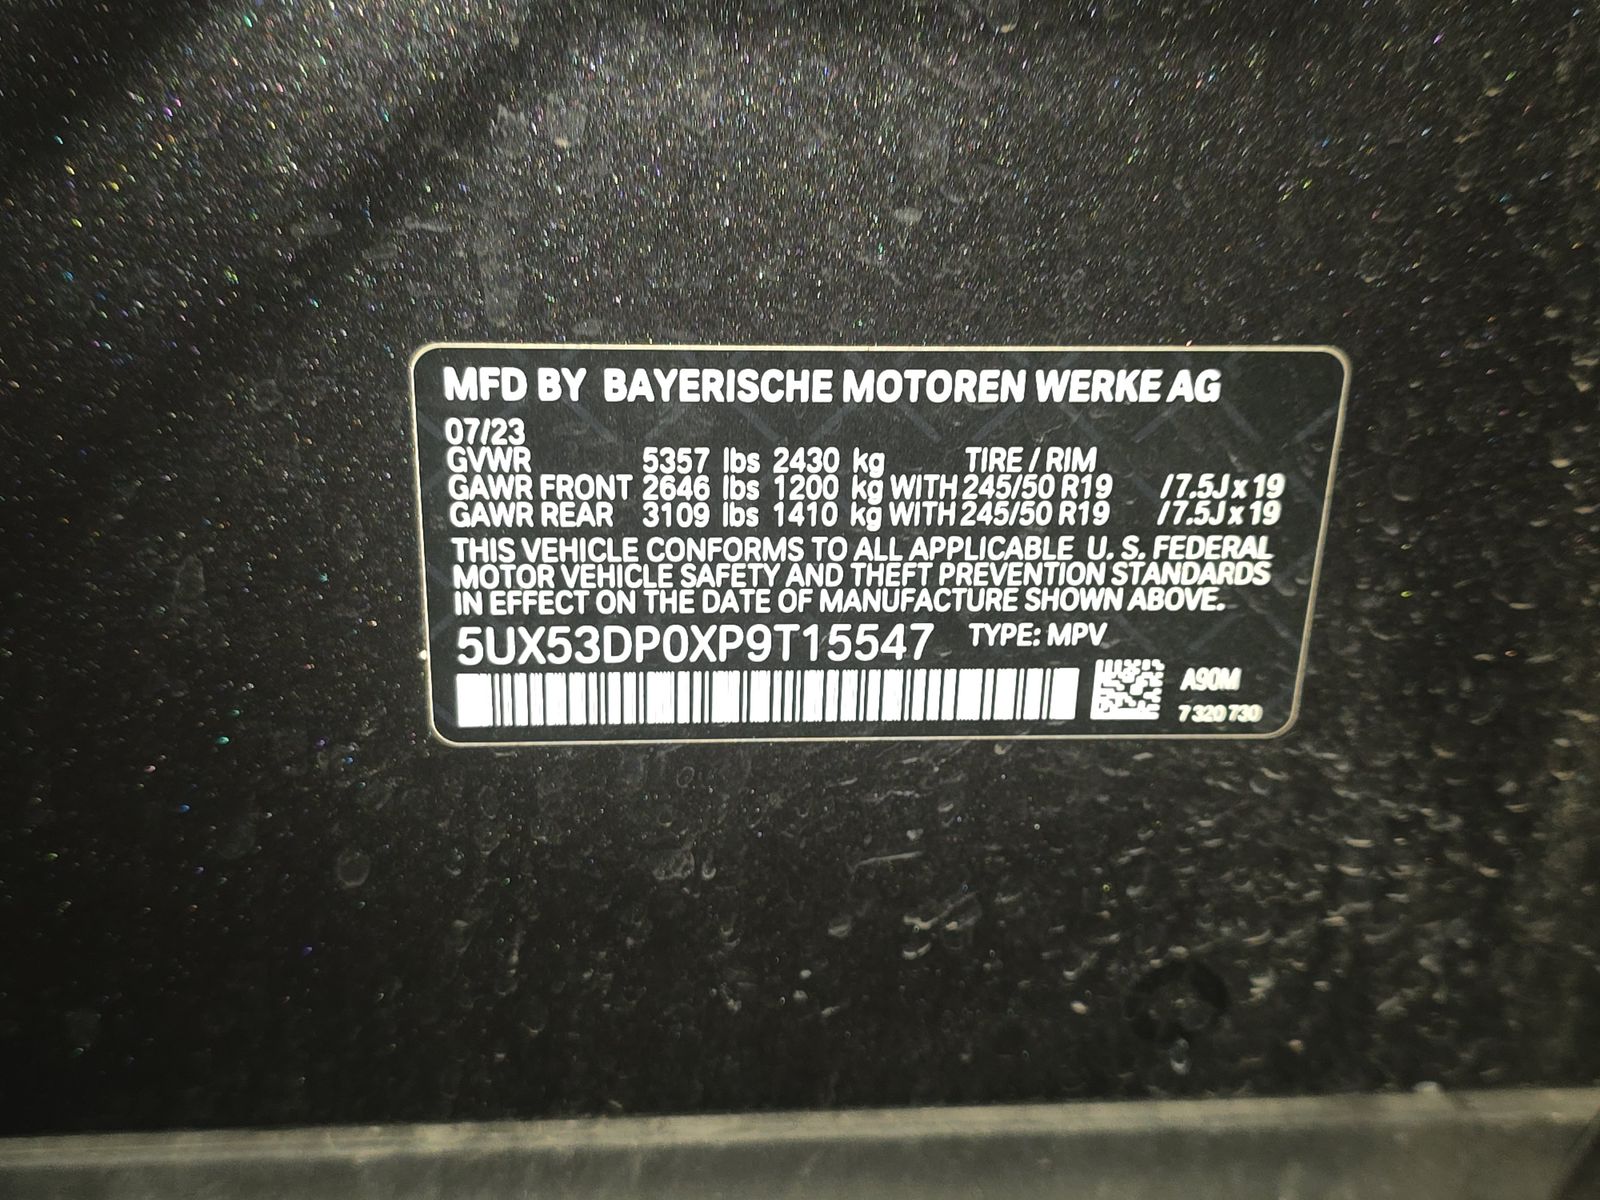 MFD BY BAYERISCHE MOTOREN WERKE AG
07/23
GVWR 5357 lbs 2430 kg TIRE / RIM
GAWR FRONT 2646 lbs 1200 kg WITH 245/50 R19 /7.5J x 19
GAWR REAR 3109 lbs 1410 kg WITH 245/50 R19 /7.5J x 19
THIS VEHICLE CONFORMS TO ALL APPLICABLE U. S. FEDERAL
MOTOR VEHICLE SAFETY AND THEFT PREVENTION STANDARDS
IN EFFECT ON THE DATE OF MANUFACTURE SHOWN ABOVE.
5UX53DP0XP9T15547 TYPE: MPV
A90M
7 320 730